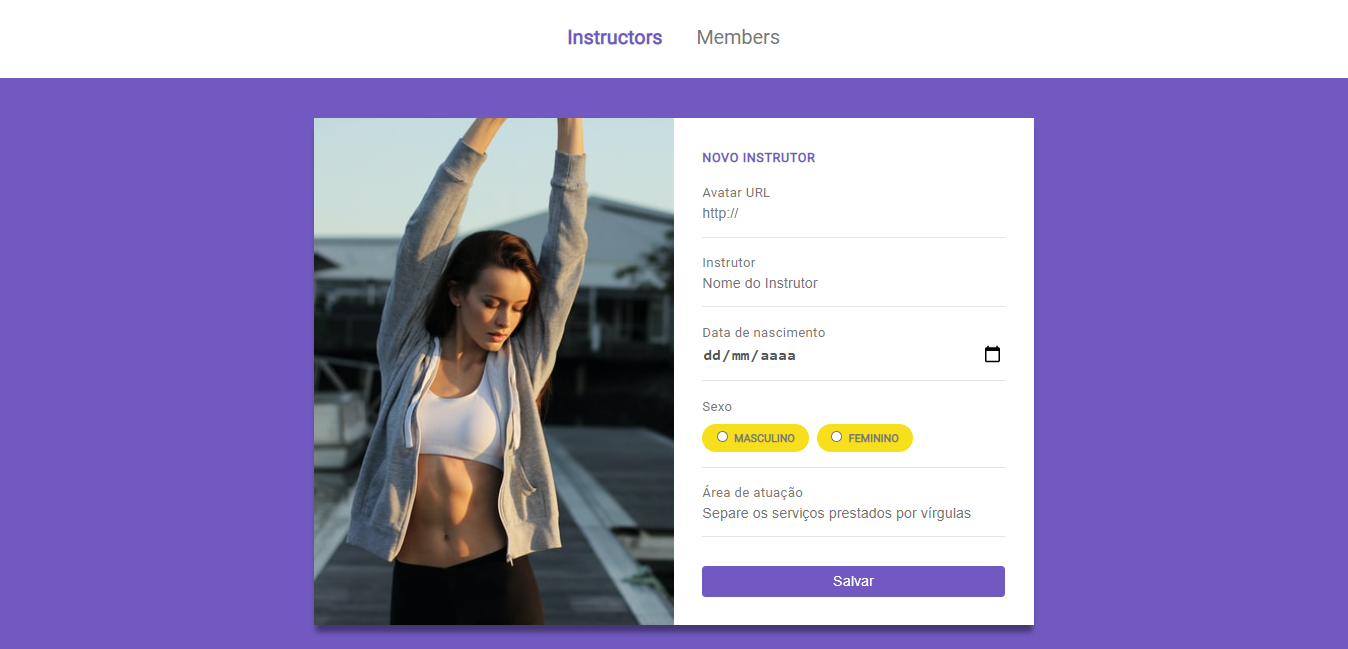 Instructors Members
NOVO INSTRUTOR
Avatar URL
http://
Instrutor
Nome do Instrutor
Data de nascimento
dd/mm/aaaa
Sexo
MASCULINO FEMININO
Área de atuação
Separe os serviços prestados por vírgulas
Salvar